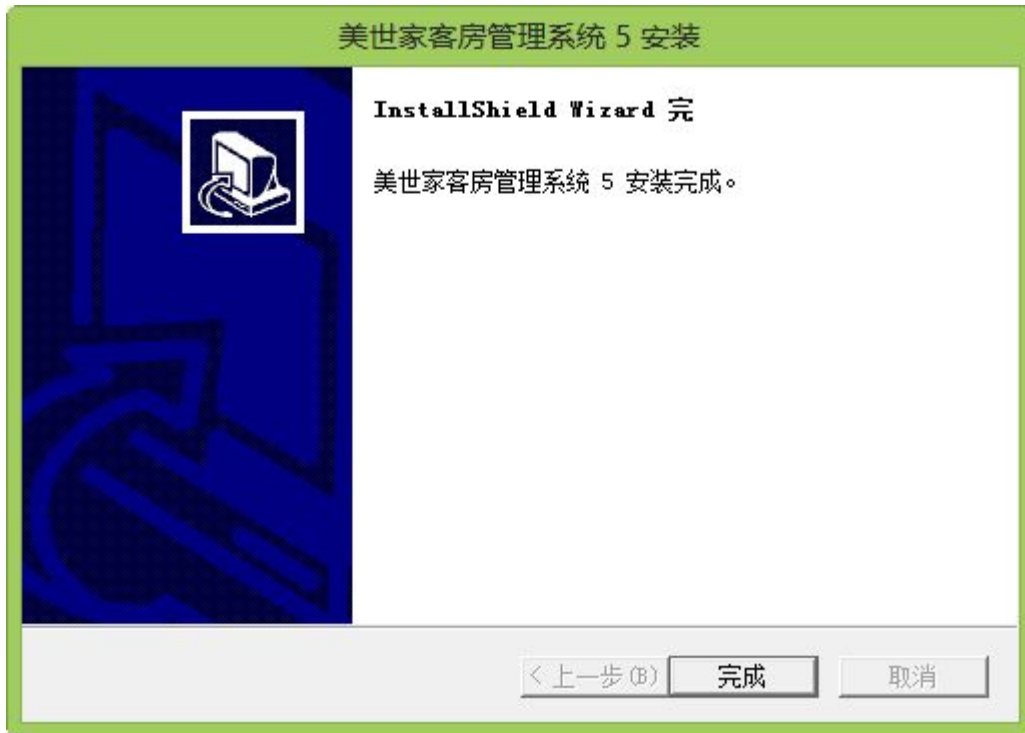 美世家客房管理系统 5 安装
InstallShield Wizard 完
美世家客房管理系统 5 安装完成。
< 上一步(B)
完成
取消